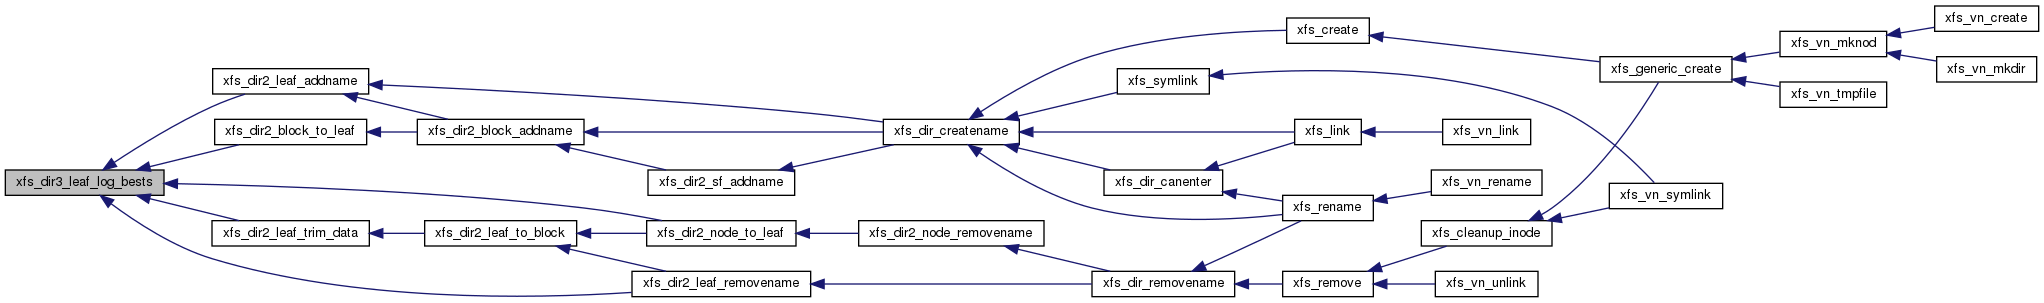 xfs_dir3_leaf_log_bests
xfs_dir2_leaf_addname
xfs_dir2_block_to_leaf
xfs_dir2_leaf_trim_data
xfs_dir2_block_addname
xfs_dir2_leaf_to_block
xfs_dir2_sf_addname
xfs_dir2_node_to_leaf
xfs_dir2_leaf_removename
xfs_dir_createname
xfs_dir2_node_removename
xfs_symlink
xfs_dir_canenter
xfs_dir_removename
xfs_create
xfs_link
xfs_rename
xfs_remove
xfs_vn_link
xfs_vn_rename
xfs_cleanup_inode
xfs_vn_unlink
xfs_generic_create
xfs_vn_symlink
xfs_vn_mknod
xfs_vn_tmpfile
xfs_vn_create
xfs_vn_mkdir